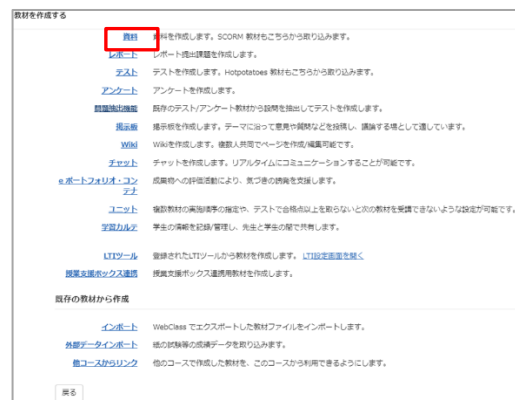 教材を作成する
資料 資料を作成します。SCORM 教材もこちらから取り込みます。
レポート レポート提出課題を作成します。
テスト テストを作成します。Hotpotatoes 教材もこちらから取り込みます。
アンケート アンケートを作成します。
問題抽出機能 既存のテスト/アンケート教材から設問を抽出してテストを作成します。
掲示板 掲示板を作成します。テーマに沿って意見や質問などを投稿し、議論する場として適しています。
Wiki Wikiを作成します。複数人共同でページを作成/編集可能です。
チャット チャットを作成します。リアルタイムにコミュニケーションすることが可能です。
e ポートフォリオ・コン 成果物への評価活動により、気づきの誘発を支援します。
テナ
ユニット 複数教材の実施順序の指定や、テストで合格点以上を取らないと次の教材を受講できないような設定が可能です。
学習カルテ 学生の情報を記録/管理し、先生と学生の間で共有します。
LTIツール 登録されたLTIツールから教材を作成します。 LTI設定画面を開く
授業支援ボックス連携 授業支援ボックス連携用教材を作成します。
既存の教材から作成
インポート WebClass でエクスポートした教材ファイルをインポートします。
外部データインポート 紙の試験等の成績データを取り込みます。
他コースからリンク 他のコースで作成した教材を、このコースから利用できるようにします。
戻る